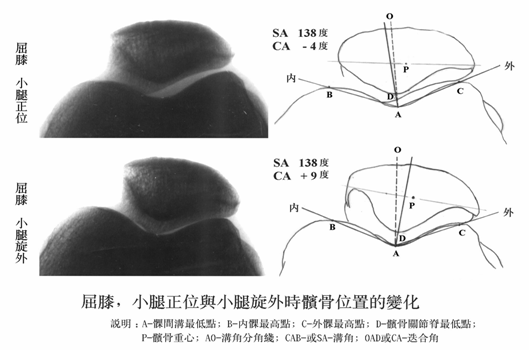 屈膝 小腿正位
SA 138度
CA -4度
O
內
外
P
B
D
C
A
屈膝 小腿旋外
SA 138度
CA +9度
O
內
外
P
B
D
C
A
屈膝，小腿正位與小腿旋外時髕骨位置的變化
説明：A-髁間溝最低點；B-內髁最高點；C-外髁最高點；D-髕骨關節脊最低點；
P-髕骨重心；AO-溝角分角綫；CAB-或SA-溝角；OAD或CA-迭合角